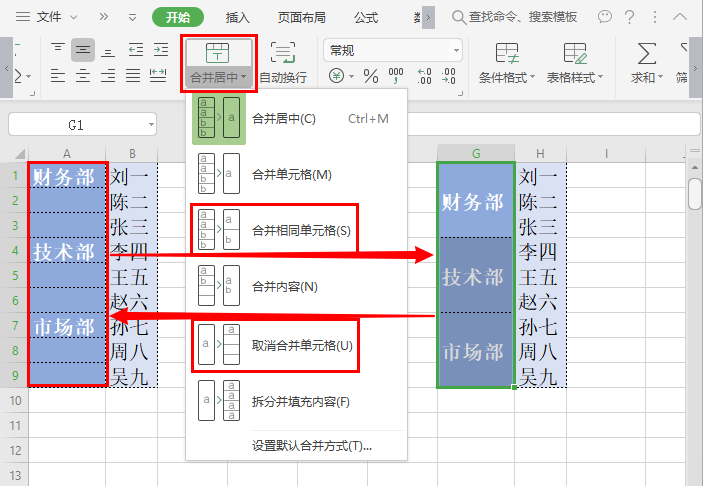 文件 开始 插入 页面布局 公式 查找命令、搜索模板
合并居中 自动换行 常规 条件格式 表格样式 求和 筛
G1
合并居中(C) Ctrl+M
合并单元格(M)
合并相同单元格(S)
合并内容(N)
取消合并单元格(U)
拆分并填充内容(F)
设置默认合并方式(T)...
A B G H I
1 财务部 刘一 刘一
2 陈二 财务部 陈二
3 张三 张三
4 技术部 李四 李四
5 王五 技术部 王五
6 赵六 赵六
7 市场部 孙七 孙七
8 周八 市场部 周八
9 吴九 吴九
10
11
12
13